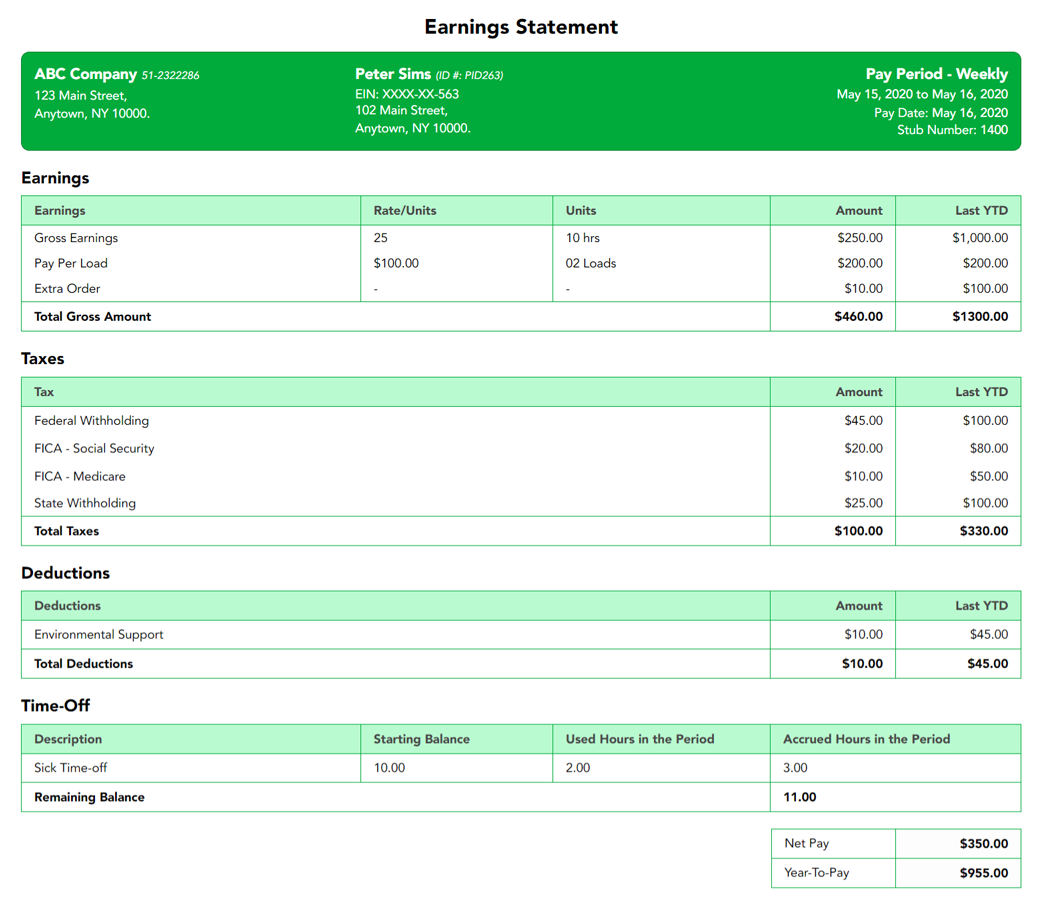 Earnings Statement
ABC Company 51-2322286
123 Main Street,
Anytown, NY 10000.
Peter Sims (ID #: PID263)
EIN: XXXX-XX-563
102 Main Street,
Anytown, NY 10000.
Pay Period - Weekly
May 15, 2020 to May 16, 2020
Pay Date: May 16, 2020
Stub Number: 1400
Earnings
Earnings Rate/Units Units Amount Last YTD
Gross Earnings 25 10 hrs $250.00 $1,000.00
Pay Per Load $100.00 02 Loads $200.00 $200.00
Extra Order - - $10.00 $100.00
Total Gross Amount $460.00 $1300.00
Taxes
Tax Amount Last YTD
Federal Withholding $45.00 $100.00
FICA - Social Security $20.00 $80.00
FICA - Medicare $10.00 $50.00
State Withholding $25.00 $100.00
Total Taxes $100.00 $330.00
Deductions
Deductions Amount Last YTD
Environmental Support $10.00 $45.00
Total Deductions $10.00 $45.00
Time-Off
Description Starting Balance Used Hours in the Period Accrued Hours in the Period
Sick Time-off 10.00 2.00 3.00
Remaining Balance 11.00
Net Pay $350.00
Year-To-Pay $955.00